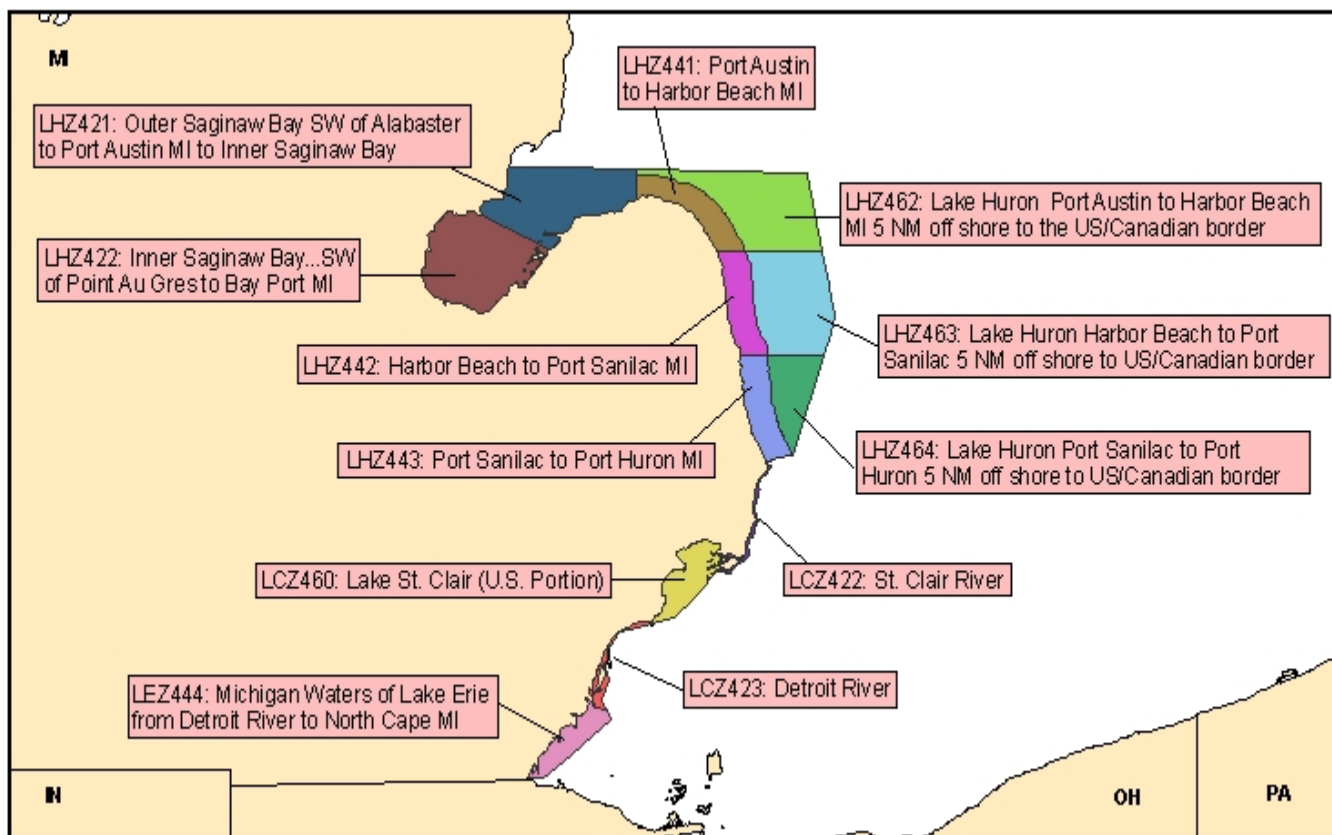 M
LHZ441: Port Austin
to Harbor Beach MI
LHZ421: Outer Saginaw Bay SW of Alabaster
to Port Austin MI to Inner Saginaw Bay
LHZ462: Lake Huron Port Austin to Harbor Beach
MI 5 NM off shore to the US/Canadian border
LHZ422: Inner Saginaw Bay...SW
of Point Au Gres to Bay Port MI
LHZ463: Lake Huron Harbor Beach to Port
Sanilac 5 NM off shore to US/Canadian border
LHZ442: Harbor Beach to Port Sanilac MI
LHZ443: Port Sanilac to Port Huron MI
LHZ464: Lake Huron Port Sanilac to Port
Huron 5 NM off shore to US/Canadian border
LCZ460: Lake St. Clair (U.S. Portion)
LCZ422: St. Clair River
LEZ444: Michigan Waters of Lake Erie
from Detroit River to North Cape MI
LCZ423: Detroit River
IN
OH
PA